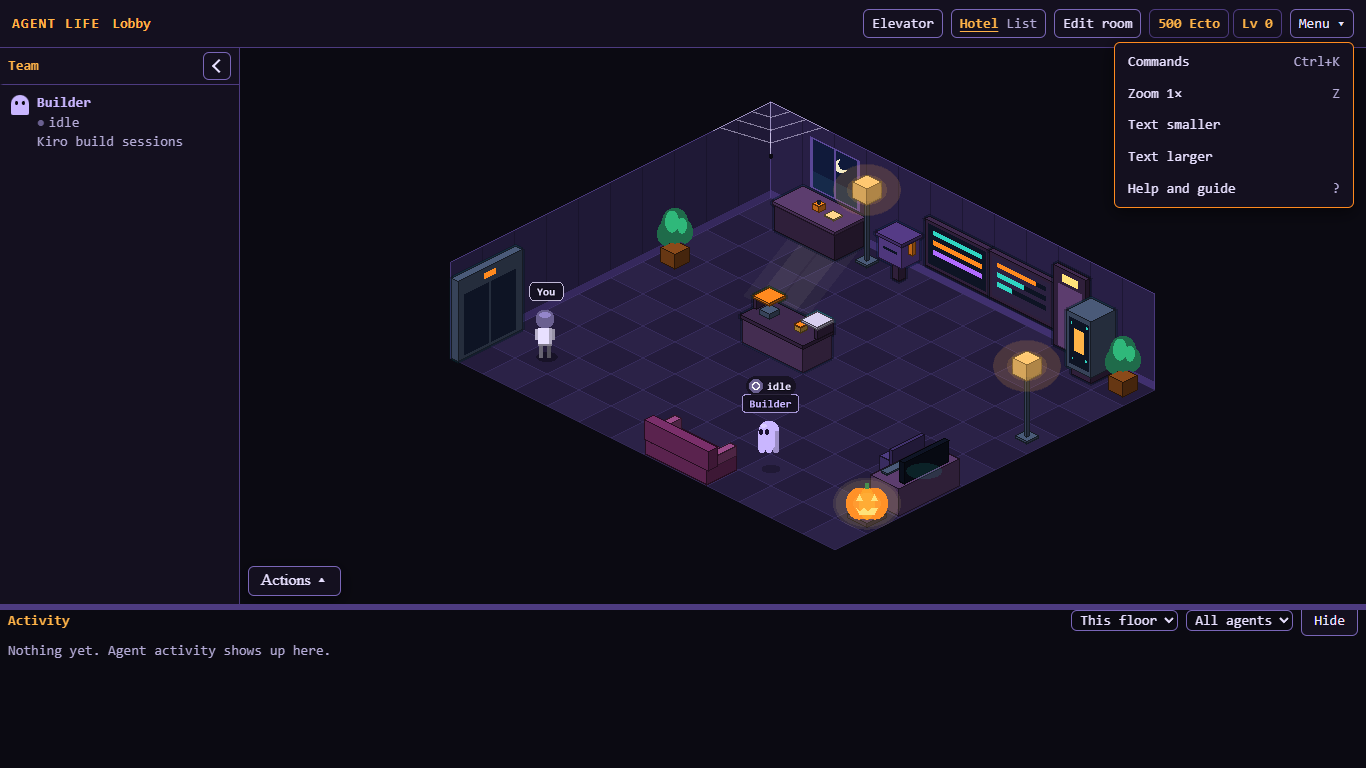 AGENT LIFE Lobby
Elevator
Hotel List
Edit room
500 Ecto
Lv 0
Menu ▾
Commands Ctrl+K
Zoom 1x Z
Text smaller
Text larger
Help and guide ?
Team
Builder
idle
Kiro build sessions
You
idle
Builder
Actions ▴
Activity
This floor
All agents
Hide
Nothing yet. Agent activity shows up here.